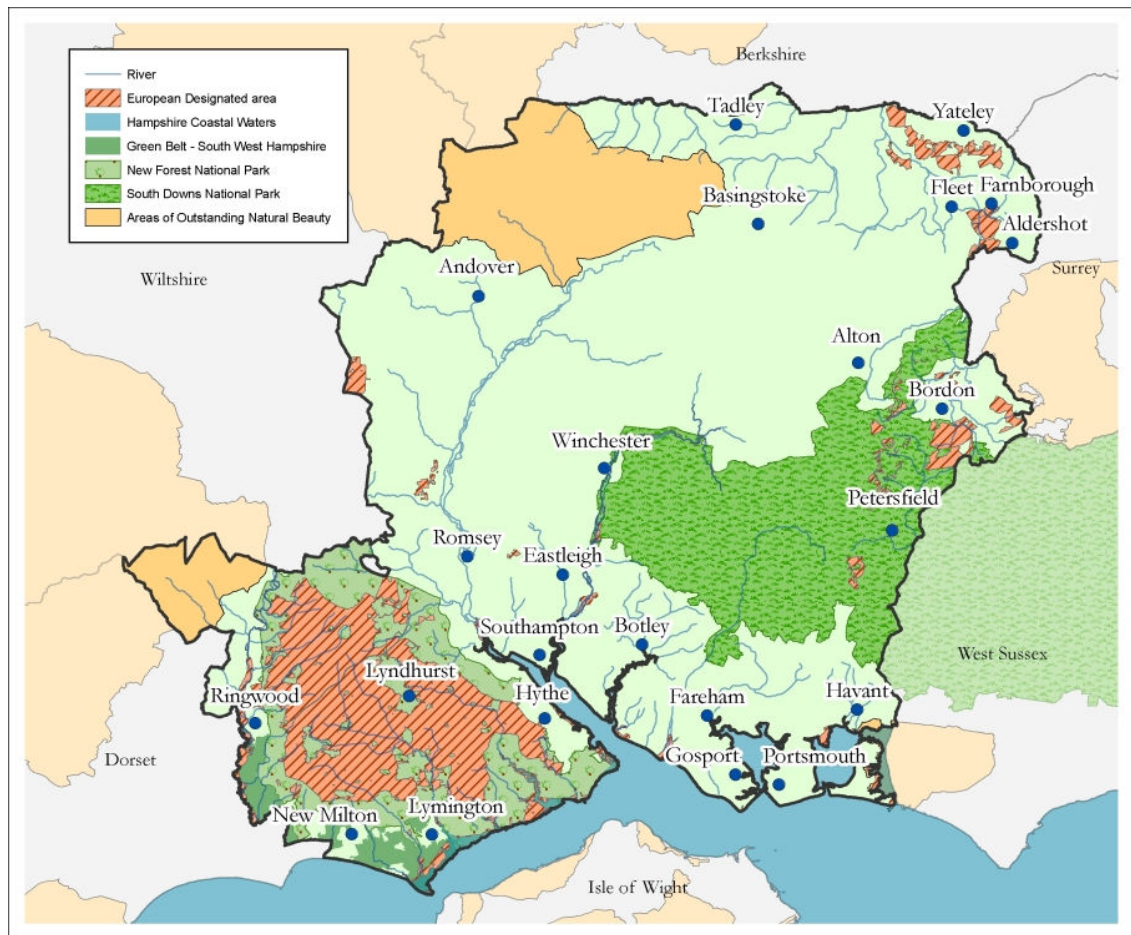 River
European Designated area
Hampshire Coastal Waters
Green Belt - South West Hampshire
New Forest National Park
South Downs National Park
Areas of Outstanding Natural Beauty
Berkshire
Tadley
Yateley
Basingstoke
Fleet
Farnborough
Aldershot
Andover
Wiltshire
Surrey
Alton
Bordon
Winchester
Petersfield
Romsey
Eastleigh
Southampton
Botley
West Sussex
Lyndhurst
Ringwood
Hythe
Fareham
Havant
Dorset
Gosport
Portsmouth
New Milton
Lymington
Isle of Wight